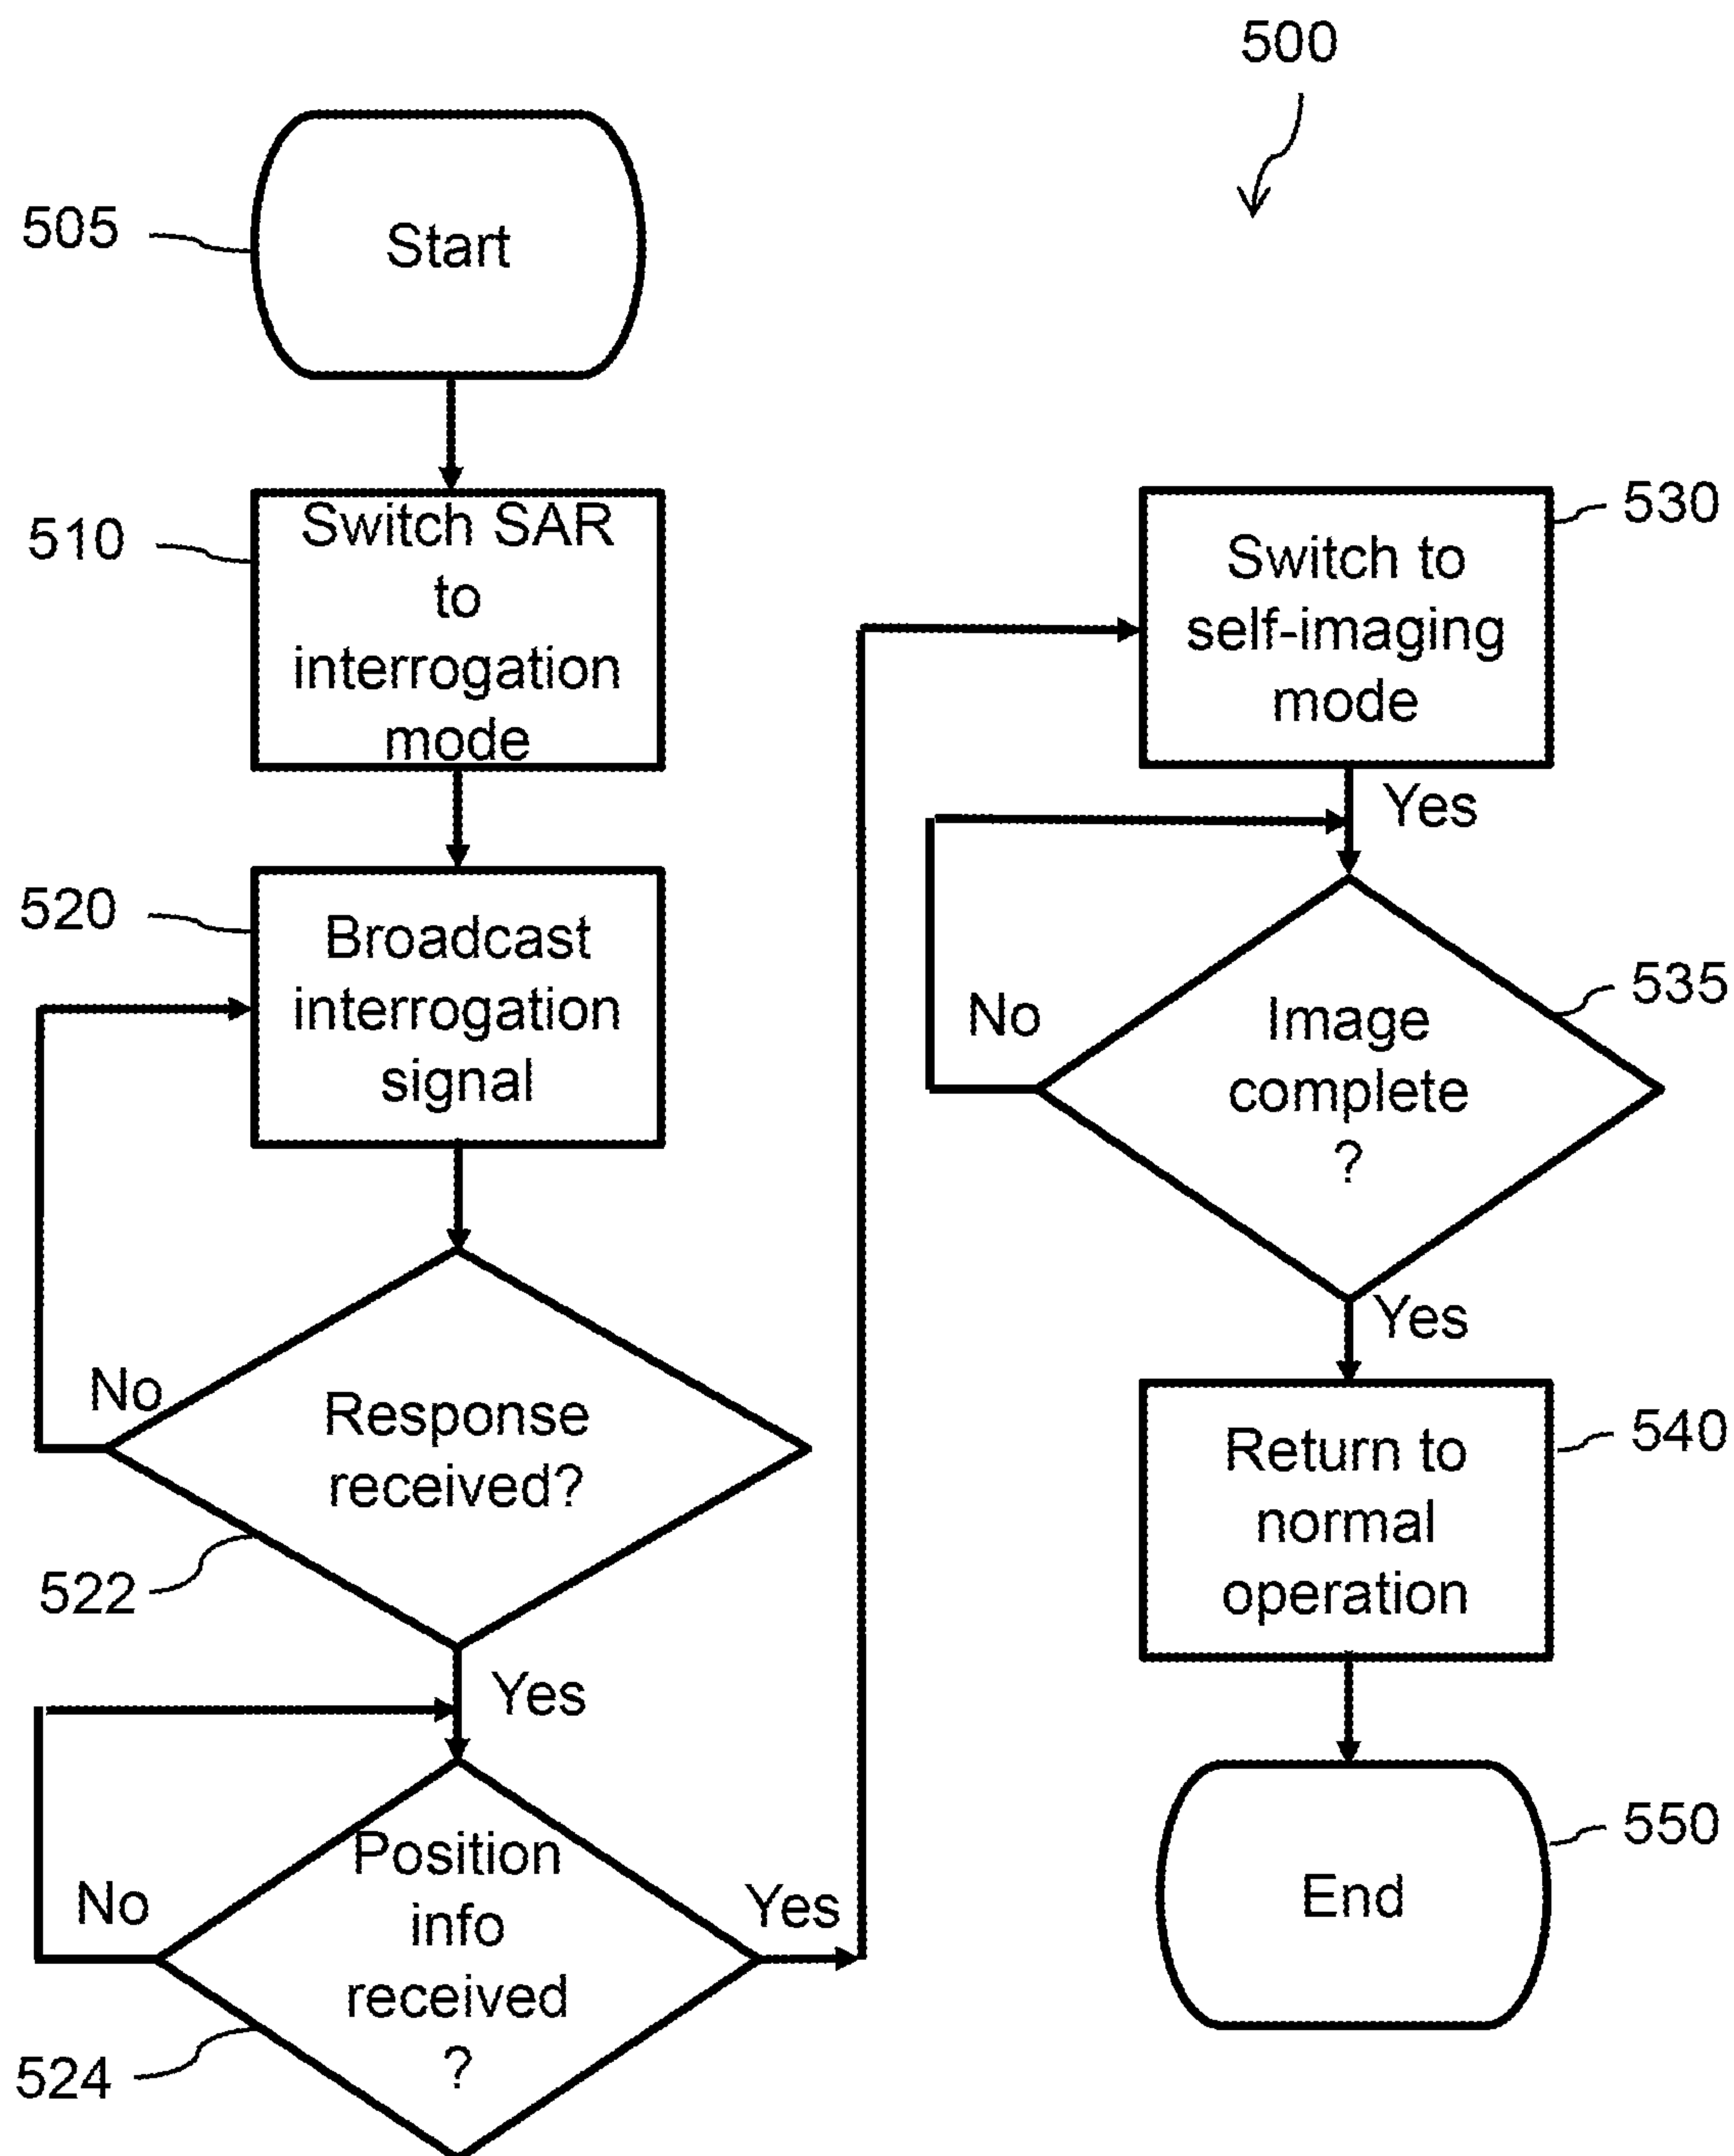 500
505
Start
510
Switch SAR
to
interrogation
mode
520
Broadcast
interrogation
signal
No
Response
received?
522
Yes
No
Position
info
received
?
Yes
524
530
Switch to
self-imaging
mode
Yes
535
No
Image
complete
?
Yes
540
Return to
normal
operation
550
End